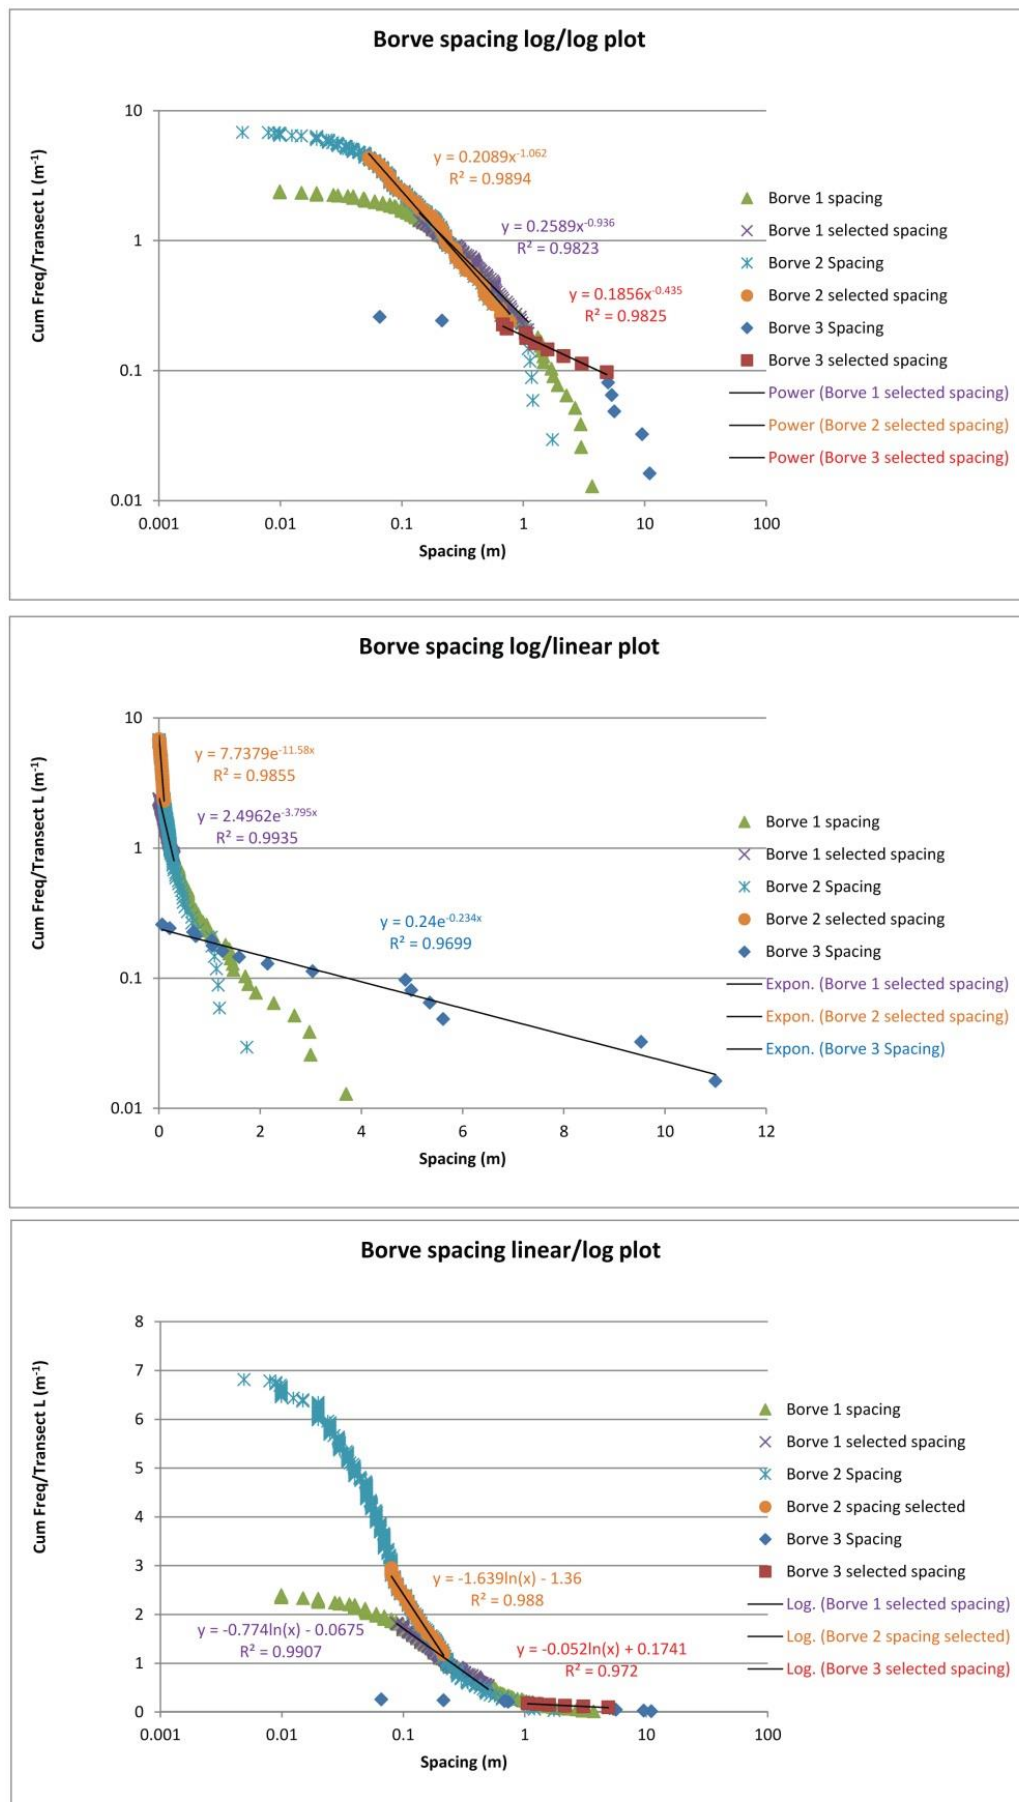 Borve spacing log/log plot
Cum Freq/Transect L (m⁻¹)
10
1
0.1
0.01
y = 0.2089x^-1.062
R² = 0.9894
y = 0.2589x^-0.936
R² = 0.9823
y = 0.1856x^-0.435
R² = 0.9825
0.001 0.01 0.1 1 10 100
Spacing (m)
Borve 1 spacing
Borve 1 selected spacing
Borve 2 Spacing
Borve 2 selected spacing
Borve 3 Spacing
Borve 3 selected spacing
Power (Borve 1 selected spacing)
Power (Borve 2 selected spacing)
Power (Borve 3 selected spacing)
Borve spacing log/linear plot
Cum Freq/Transect L (m⁻¹)
10
1
0.1
0.01
y = 7.7379e^-11.58x
R² = 0.9855
y = 2.4962e^-3.795x
R² = 0.9935
y = 0.24e^-0.234x
R² = 0.9699
0 2 4 6 8 10 12
Spacing (m)
Borve 1 spacing
Borve 1 selected spacing
Borve 2 Spacing
Borve 2 selected spacing
Borve 3 Spacing
Expon. (Borve 1 selected spacing)
Expon. (Borve 2 selected spacing)
Expon. (Borve 3 Spacing)
Borve spacing linear/log plot
Cum Freq/Transect L (m⁻¹)
8
7
6
5
4
3
2
1
0
y = -1.639ln(x) - 1.36
R² = 0.988
y = -0.774ln(x) - 0.0675
R² = 0.9907
y = -0.052ln(x) + 0.1741
R² = 0.972
0.001 0.01 0.1 1 10 100
Spacing (m)
Borve 1 spacing
Borve 1 selected spacing
Borve 2 Spacing
Borve 2 spacing selected
Borve 3 Spacing
Borve 3 selected spacing
Log. (Borve 1 selected spacing)
Log. (Borve 2 spacing selected)
Log. (Borve 3 selected spacing)